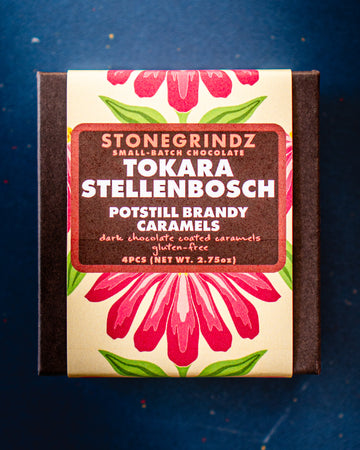 STONEGRINDZ
SMALL-BATCH CHOCOLATE
TOKARA
STELLENBOSCH
POTSTILL BRANDY
CARAMELS
dark chocolate coated caramels
gluten-free
4PCS (NET WT. 2.75oz)